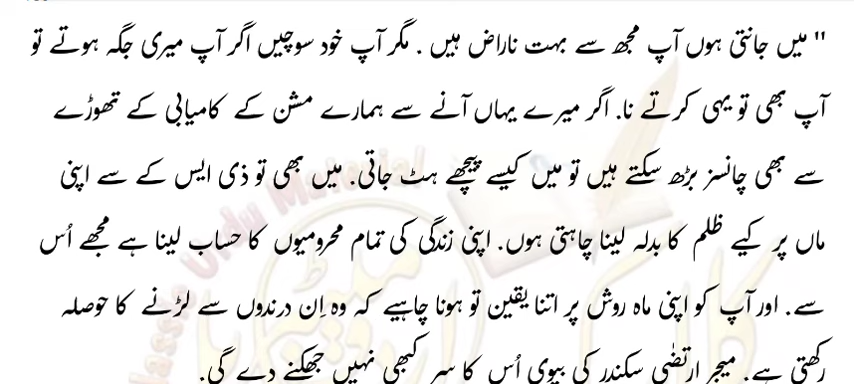 " میں جانتی ہوں آپ مجھ سے بہت ناراض ہیں . مگر آپ خود سوچیں اگر آپ میری جگہ ہوتے تو
آپ بھی تو یہی کرتے نا. اگر میرے یہاں آنے سے ہمارے مشن کے کامیابی کے تھوڑے
سے بھی چانسز بڑھ سکتے ہیں تو میں کیسے پیچھے ہٹ جاتی. میں بھی تو ذی ایس کے سے اپنی
ماں پر کیے ظلم کا بدلہ لینا چاہتی ہوں. اپنی زندگی کی تمام محرومیوں کا حساب لینا ہے مجھے اُس
سے. اور آپ کو اپنی ماہ روش پر اتنا یقین تو ہونا چاہیے کہ وہ اِن درندوں سے لڑنے کا حوصلہ
رکھتی ہے. میجر ارتضٰی سکندر کی بیوی اُس کا سر کبھی نہیں جھکنے دے گی.